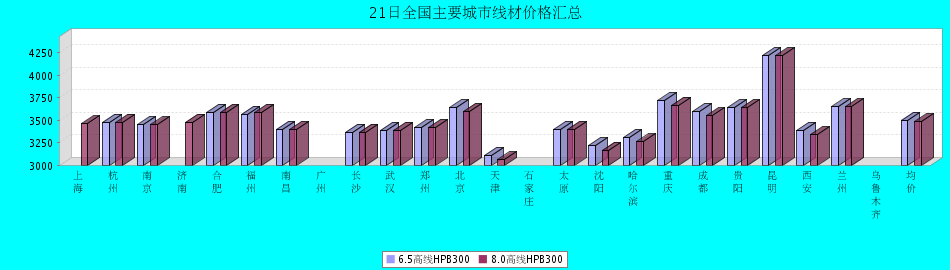 21日全国主要城市线材价格汇总
4250
4000
3750
3500
3250
3000
上海
杭州
南京
济南
合肥
福州
南昌
广州
长沙
武汉
郑州
北京
天津
石家庄
太原
沈阳
哈尔滨
重庆
成都
贵阳
昆明
西安
兰州
乌鲁木齐
均价
6.5高线HPB300
8.0高线HPB300